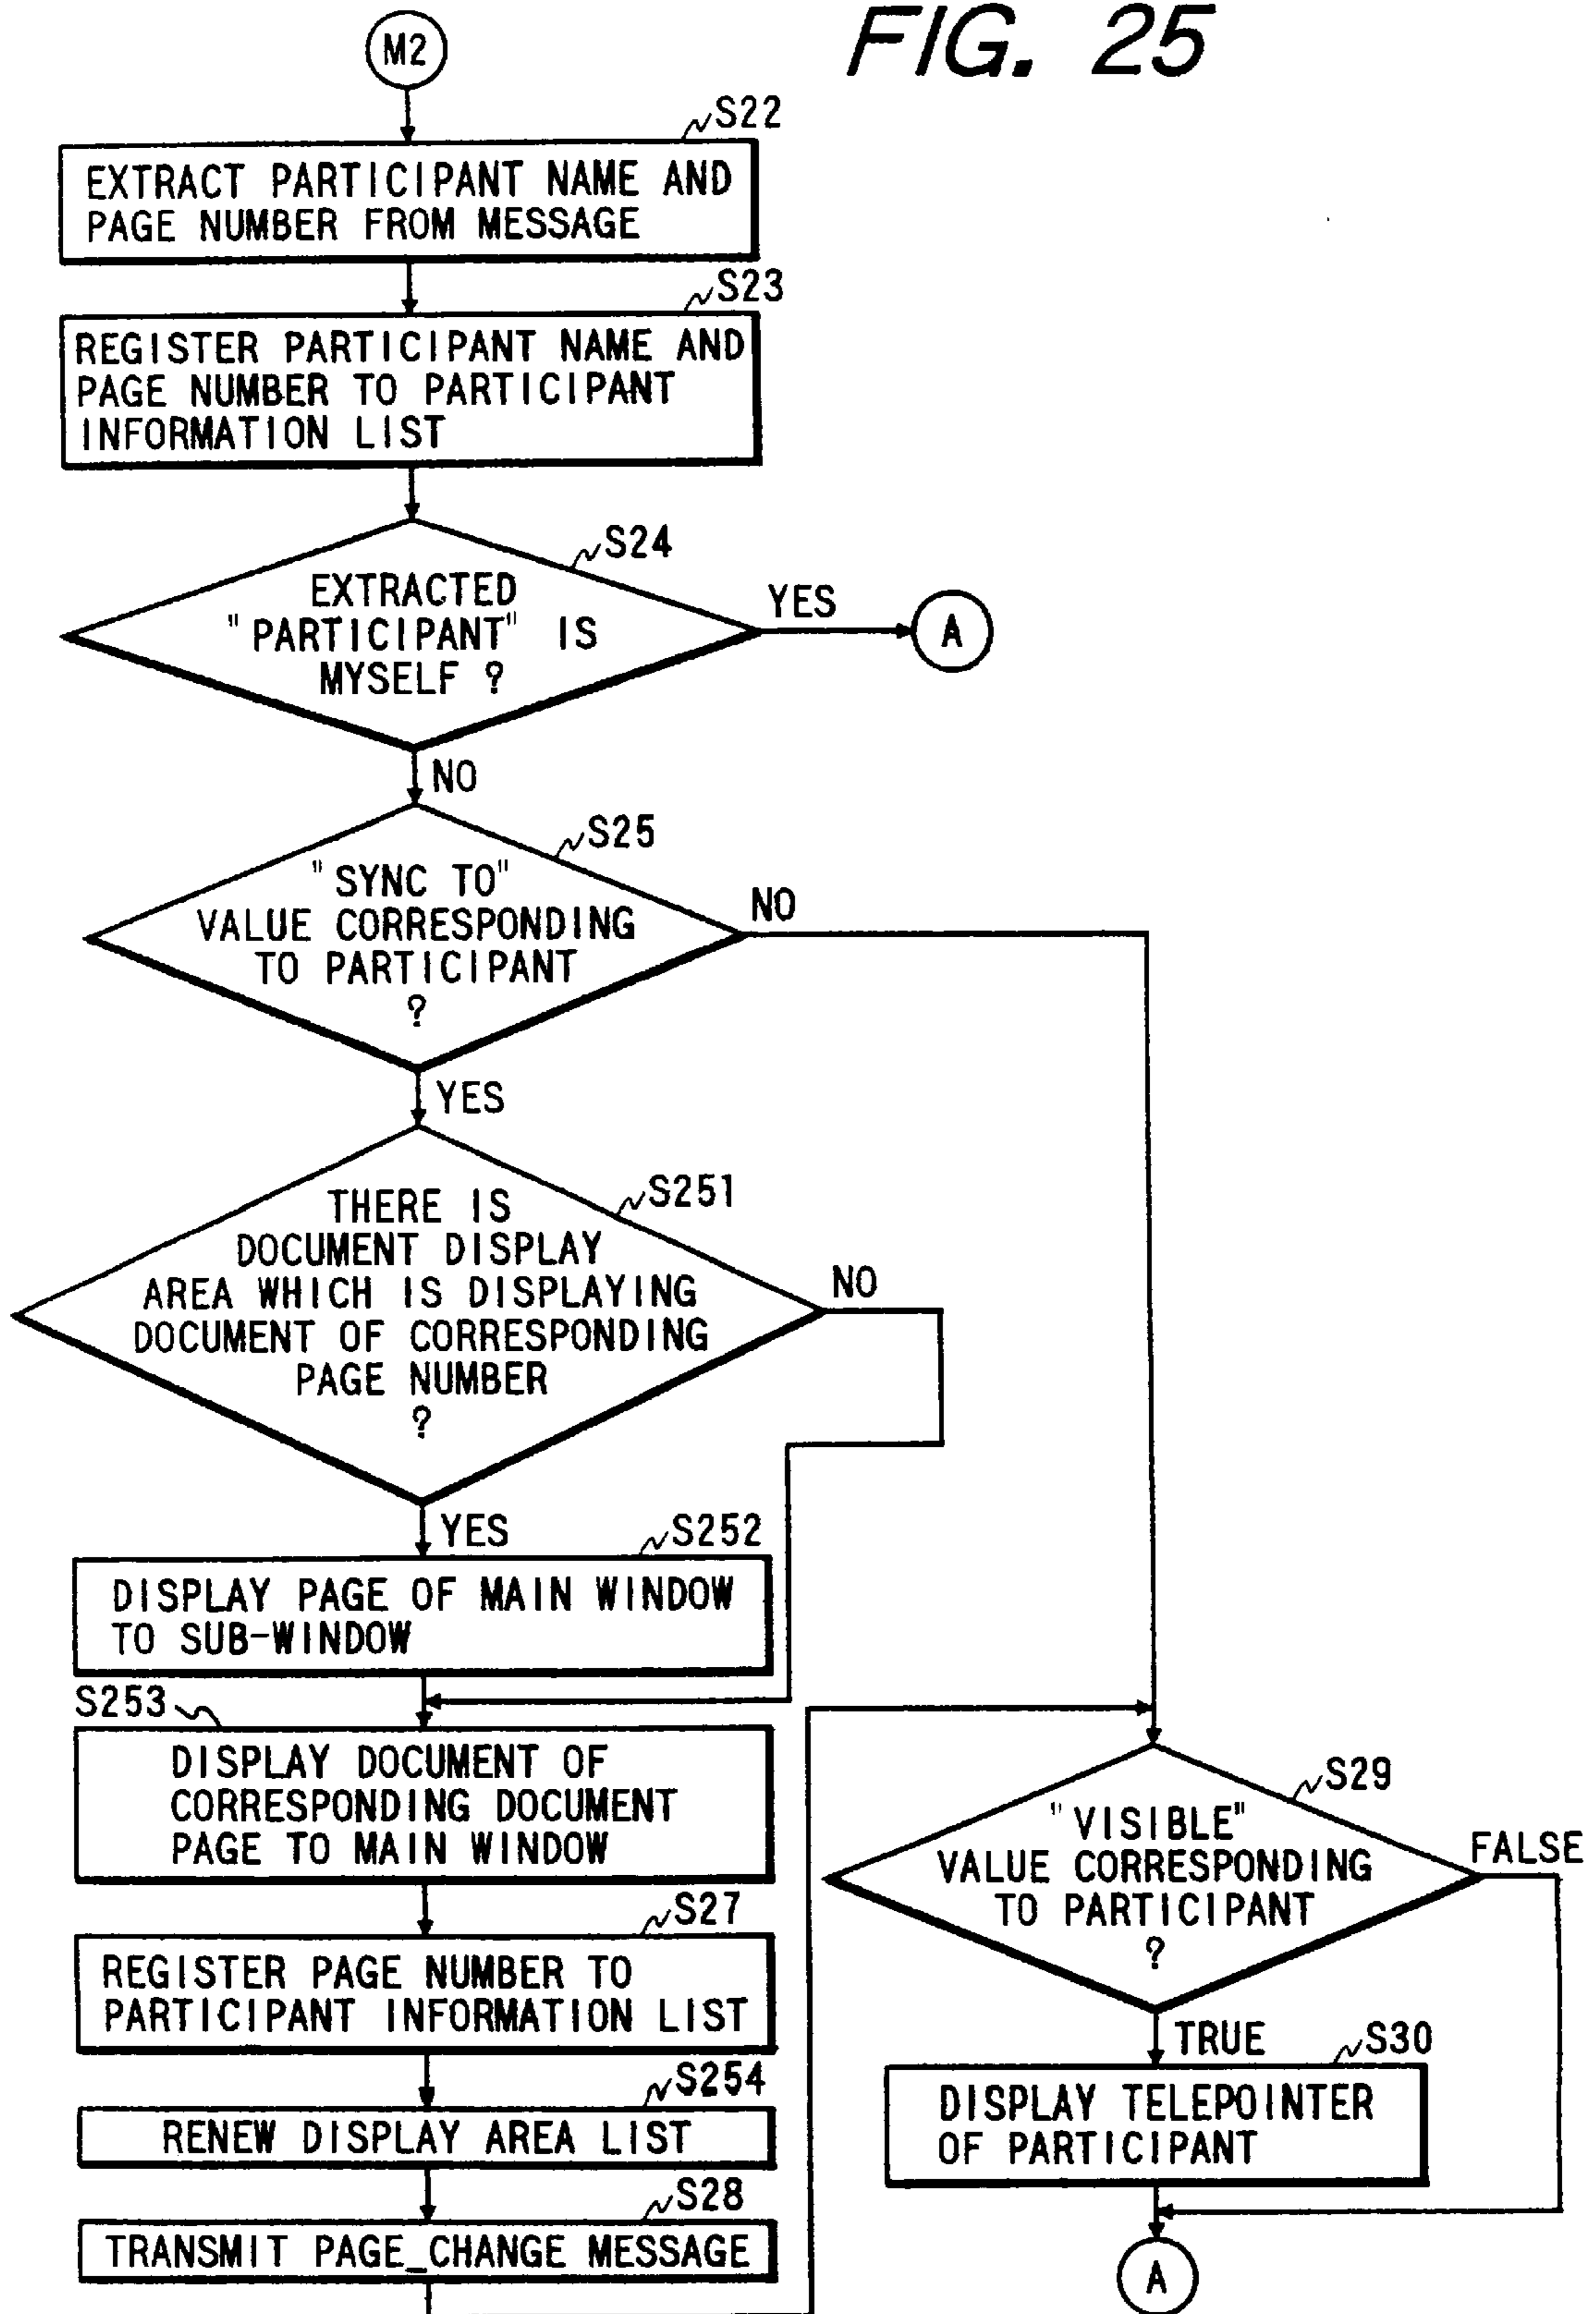 FIG. 25
M2
S22
EXTRACT PARTICIPANT NAME AND
PAGE NUMBER FROM MESSAGE
S23
REGISTER PARTICIPANT NAME AND
PAGE NUMBER TO PARTICIPANT
INFORMATION LIST
S24
EXTRACTED
"PARTICIPANT" IS
MYSELF ?
YES
A
NO
S25
"SYNC TO"
VALUE CORRESPONDING
TO PARTICIPANT
?
NO
YES
S251
THERE IS
DOCUMENT DISPLAY
AREA WHICH IS DISPLAYING
DOCUMENT OF CORRESPONDING
PAGE NUMBER
?
NO
YES
S252
DISPLAY PAGE OF MAIN WINDOW
TO SUB-WINDOW
S253
DISPLAY DOCUMENT OF
CORRESPONDING DOCUMENT
PAGE TO MAIN WINDOW
S27
REGISTER PAGE NUMBER TO
PARTICIPANT INFORMATION LIST
S254
RENEW DISPLAY AREA LIST
S28
TRANSMIT PAGE_CHANGE MESSAGE
S29
"VISIBLE"
VALUE CORRESPONDING
TO PARTICIPANT
?
FALSE
TRUE
S30
DISPLAY TELEPOINTER
OF PARTICIPANT
A